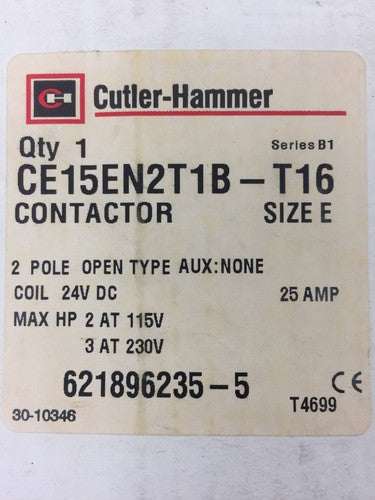 CH Cutler-Hammer
Qty 1 Series B1
CE15EN2T1B-T16
CONTACTOR SIZE E
2 POLE OPEN TYPE AUX:NONE
COIL 24V DC 25 AMP
MAX HP 2 AT 115V
3 AT 230V
621896235-5 CE
30-10346 T4699